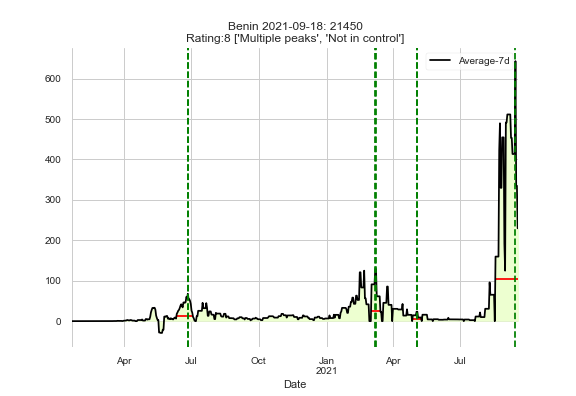 Benin 2021-09-18: 21450
Rating:8 ['Multiple peaks', 'Not in control']
Average-7d
600
500
400
300
200
100
0
Apr
Jul
Oct
Jan
2021
Apr
Jul
Date